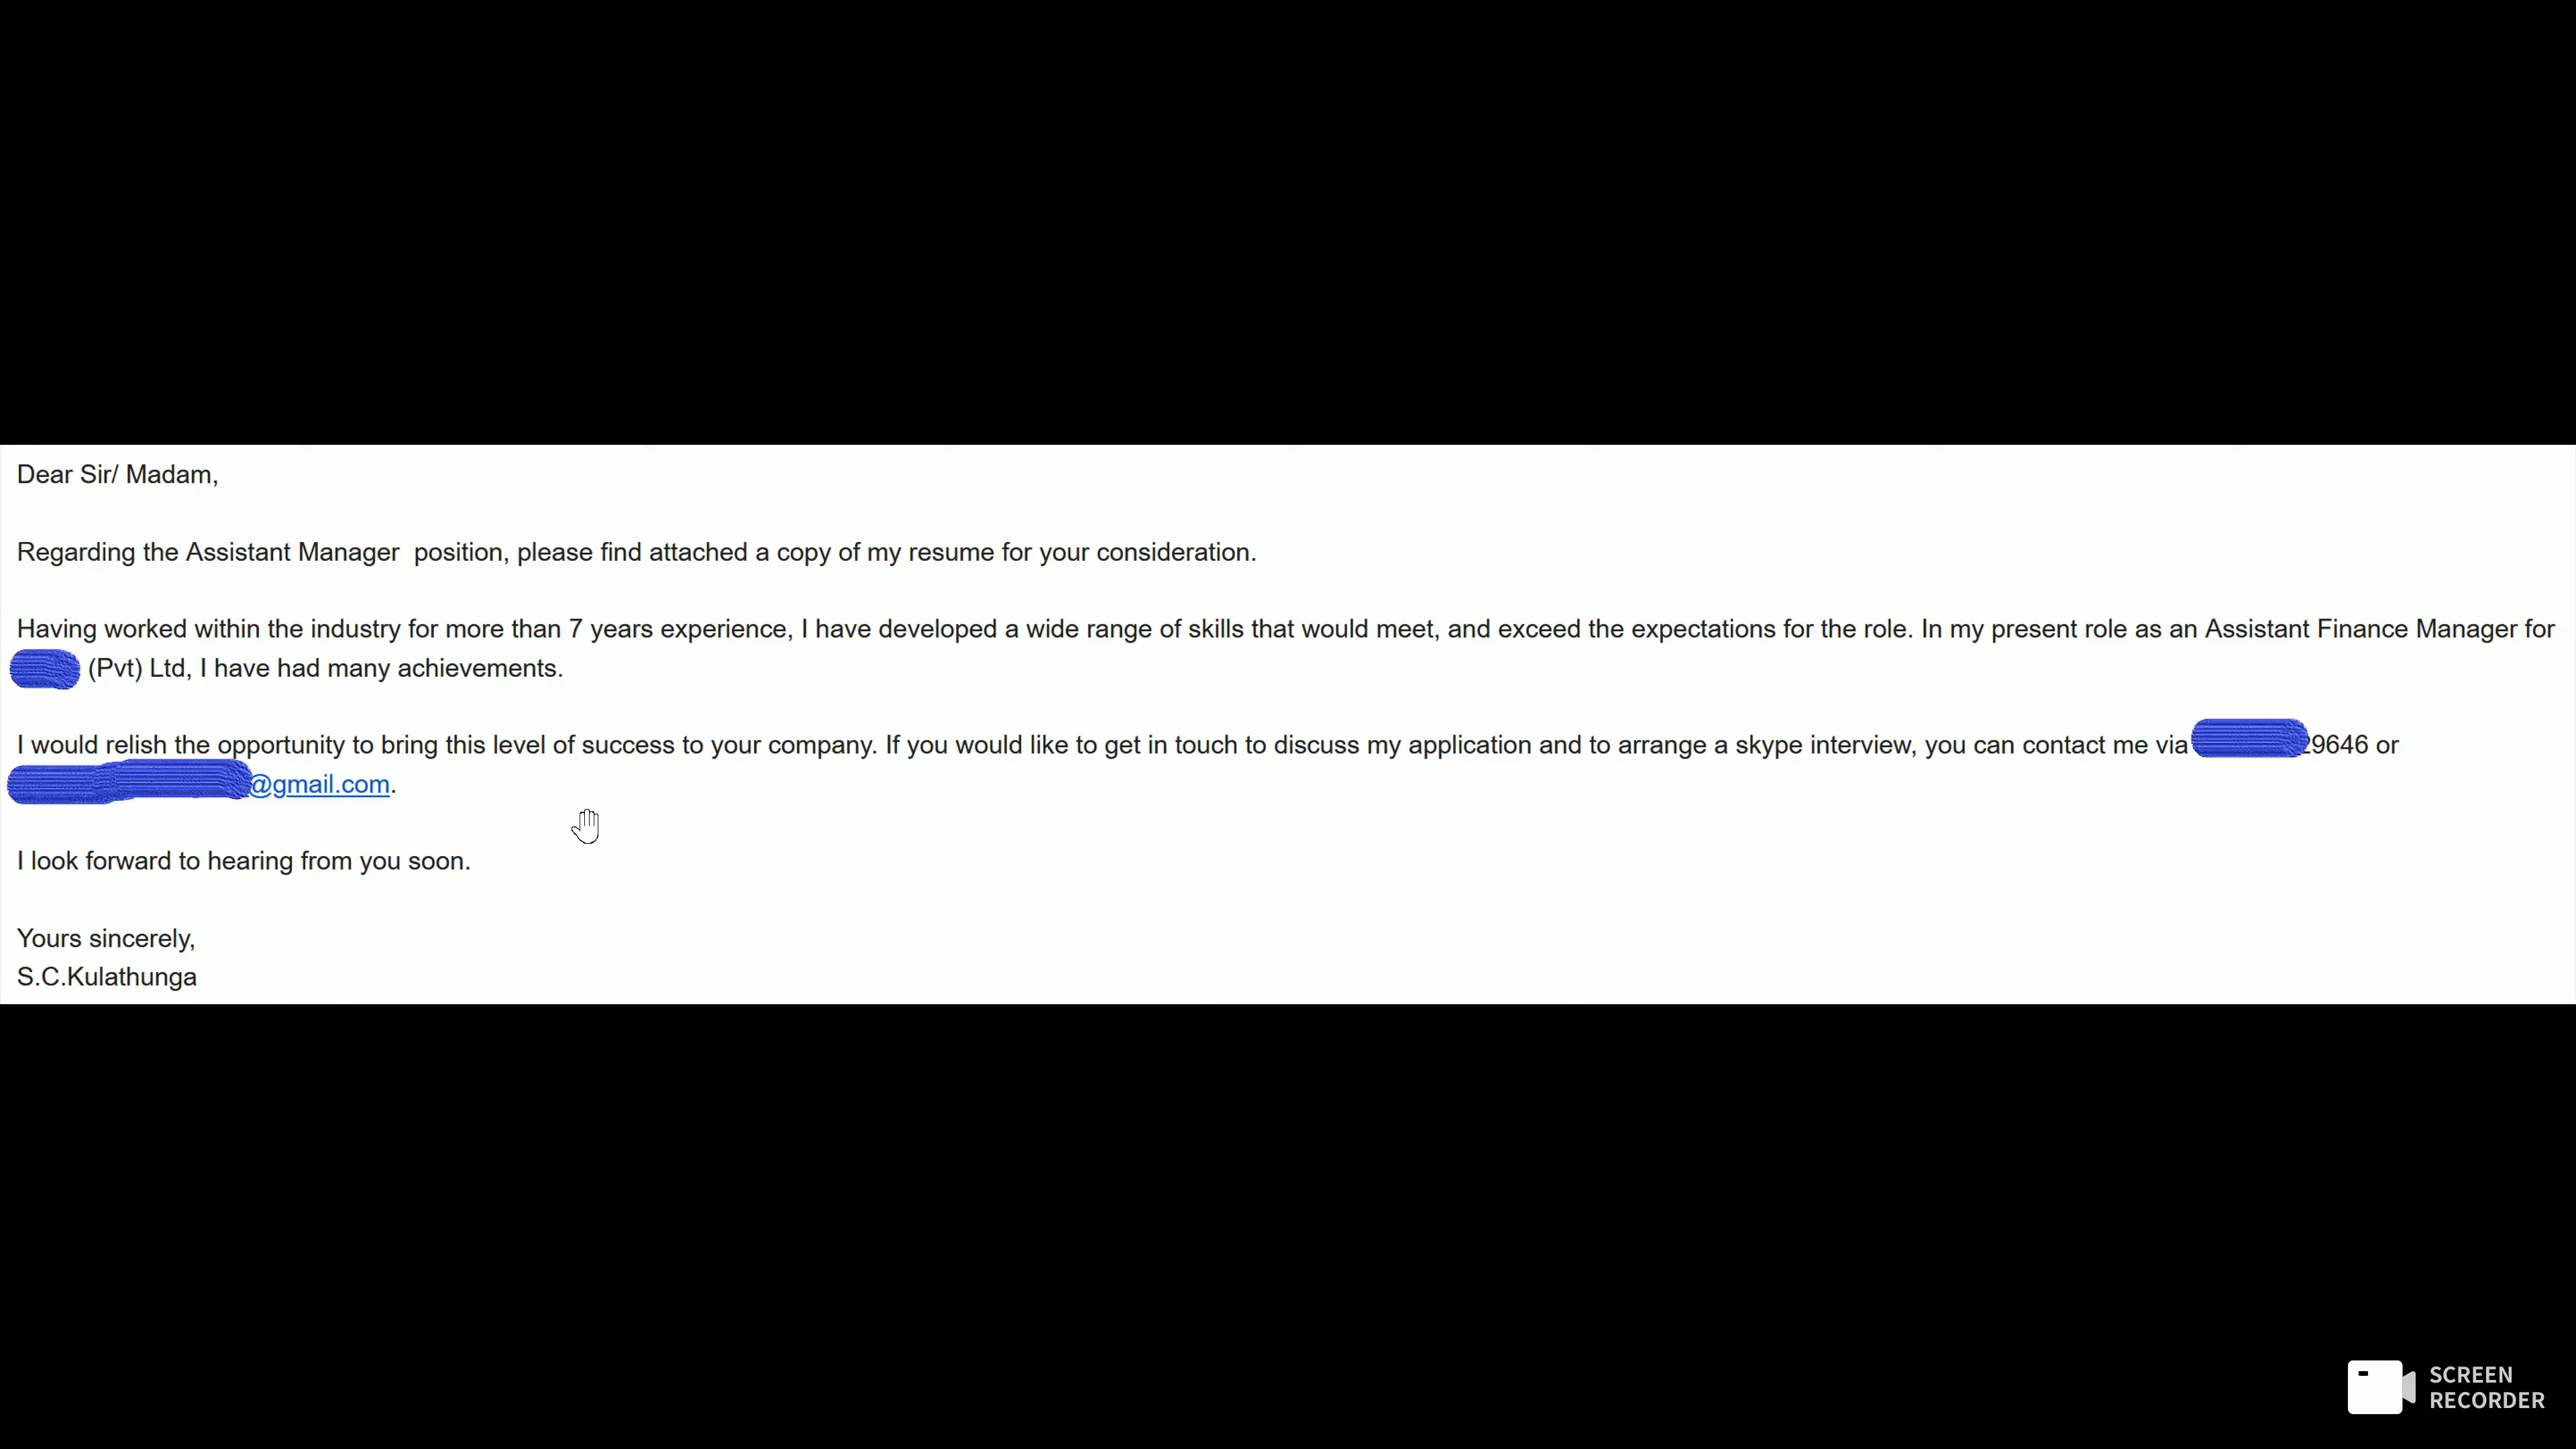 Dear Sir/ Madam,
Regarding the Assistant Manager  position, please find attached a copy of my resume for your consideration.
Having worked within the industry for more than 7 years experience, I have developed a wide range of skills that would meet, and exceed the expectations for the role. In my present role as an Assistant Finance Manager for
(Pvt) Ltd, I have had many achievements.
I would relish the opportunity to bring this level of success to your company. If you would like to get in touch to discuss my application and to arrange a skype interview, you can contact me via 29646 or
@gmail.com.
I look forward to hearing from you soon.
Yours sincerely,
S.C.Kulathunga
SCREEN
RECORDER